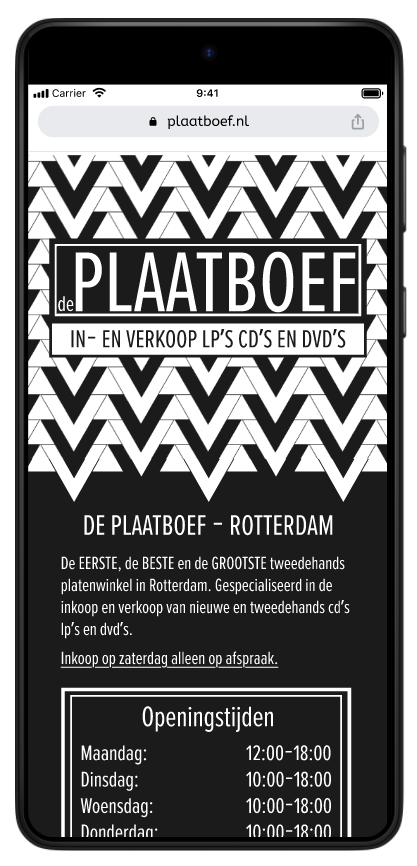 Carrier 9:41
plaatboef.nl
de PLAATBOEF
IN- EN VERKOOP LP'S CD'S EN DVD'S
DE PLAATBOEF - ROTTERDAM
De EERSTE, de BESTE en de GROOTSTE tweedehands
platenwinkel in Rotterdam. Gespecialiseerd in de
inkoop en verkoop van nieuwe en tweedehands cd's
lp's en dvd's.
Inkoop op zaterdag alleen op afspraak.
Openingstijden
Maandag: 12:00-18:00
Dinsdag: 10:00-18:00
Woensdag: 10:00-18:00
Donderdag: 10:00-18:00